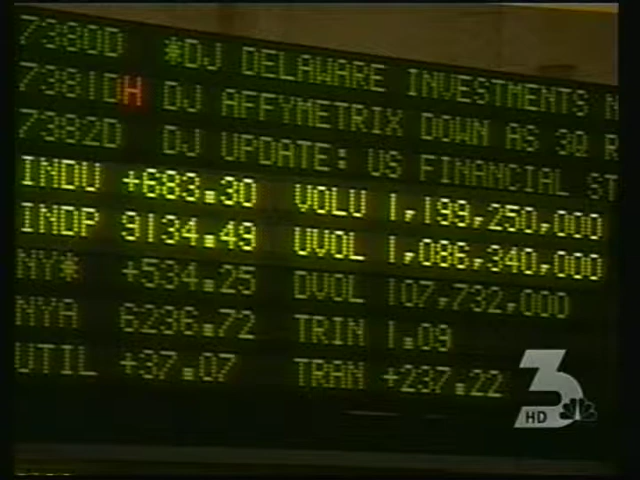 7380D *DJ DELAWARE INVESTMENTS N
7381DH DJ AFFYMETRIX DOWN AS 3Q R
7382D DJ UPDATE: US FINANCIAL ST
INDU +683.30 VOLU 1,199,250,000
INDP 9134.49 UVOL 1,086,340,000
NY* +534.25 DVOL 107,732,000
NYA 6236.72 TRIN 1.09
UTIL +37.07 TRAN +237.22
3
HD